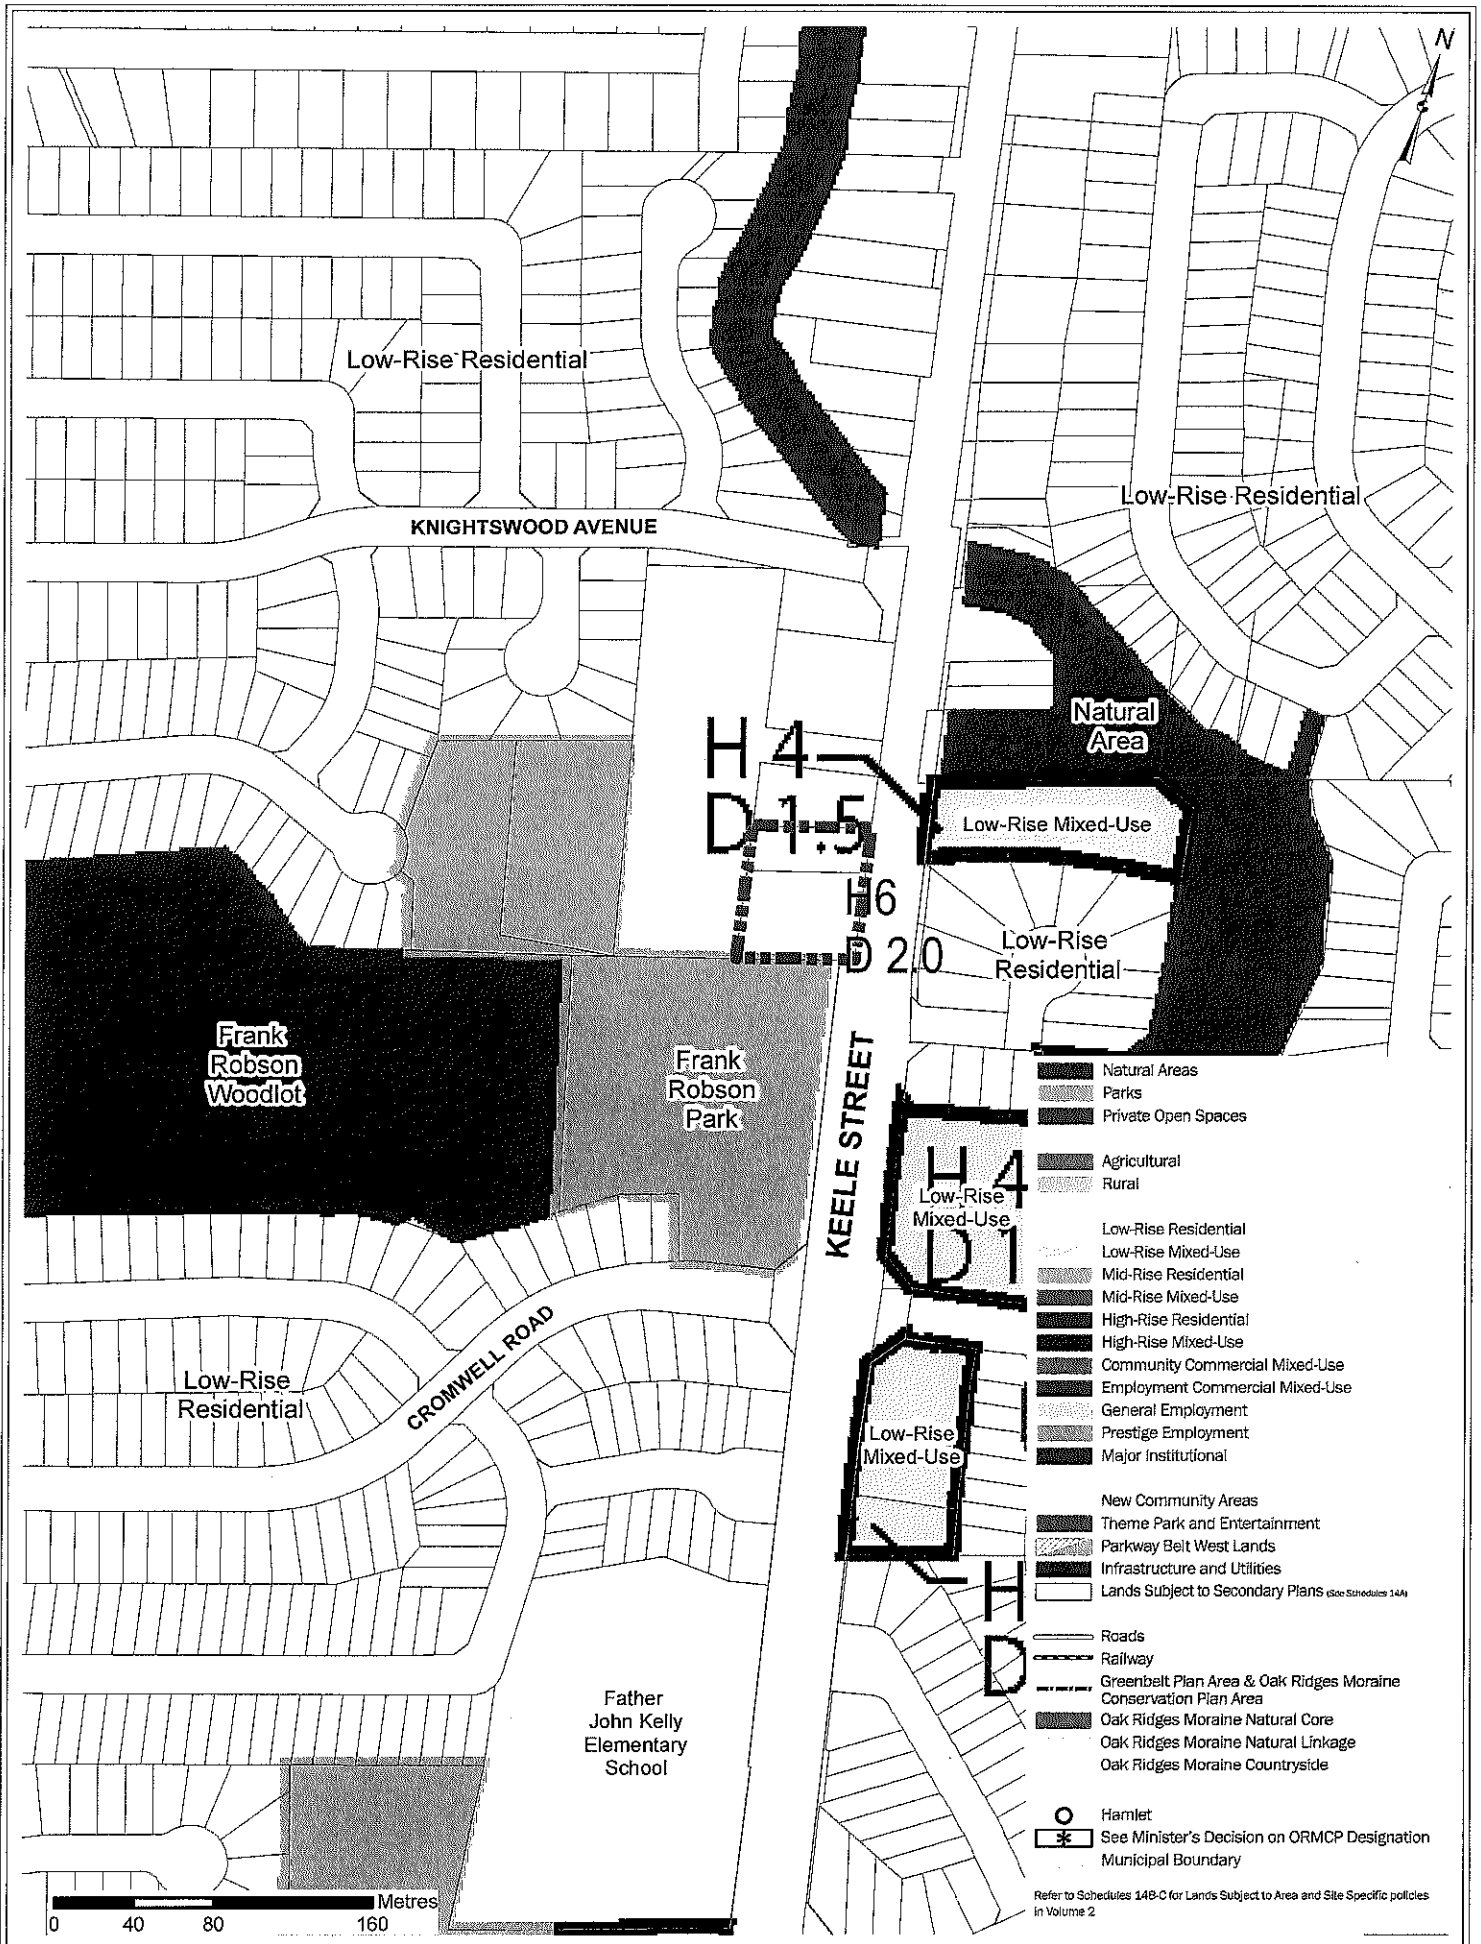 N
Low-Rise Residential
Low-Rise Residential
KNIGHTSWOOD AVENUE
Natural
Area
H 4
D 1.5
Low-Rise Mixed-Use
H6
D 2.0
Low-Rise
Residential
Frank
Robson
Woodlot
Frank
Robson
Park
KEELE STREET
H 4
Low-Rise
Mixed-Use
D 1
CROMWELL ROAD
Low-Rise
Residential
Low-Rise
Mixed-Use
H
D
Father
John Kelly
Elementary
School
Natural Areas
Parks
Private Open Spaces
Agricultural
Rural
Low-Rise Residential
Low-Rise Mixed-Use
Mid-Rise Residential
Mid-Rise Mixed-Use
High-Rise Residential
High-Rise Mixed-Use
Community Commercial Mixed-Use
Employment Commercial Mixed-Use
General Employment
Prestige Employment
Major Institutional
New Community Areas
Theme Park and Entertainment
Parkway Belt West Lands
Infrastructure and Utilities
Lands Subject to Secondary Plans (See Schedules 14A)
Roads
Railway
Greenbelt Plan Area & Oak Ridges Moraine
Conservation Plan Area
Oak Ridges Moraine Natural Core
Oak Ridges Moraine Natural Linkage
Oak Ridges Moraine Countryside
Hamlet
* See Minister's Decision on ORMCP Designation
Municipal Boundary
Refer to Schedules 14B-C for Lands Subject to Area and Site Specific policies
in Volume 2
Metres
0 40 80 160